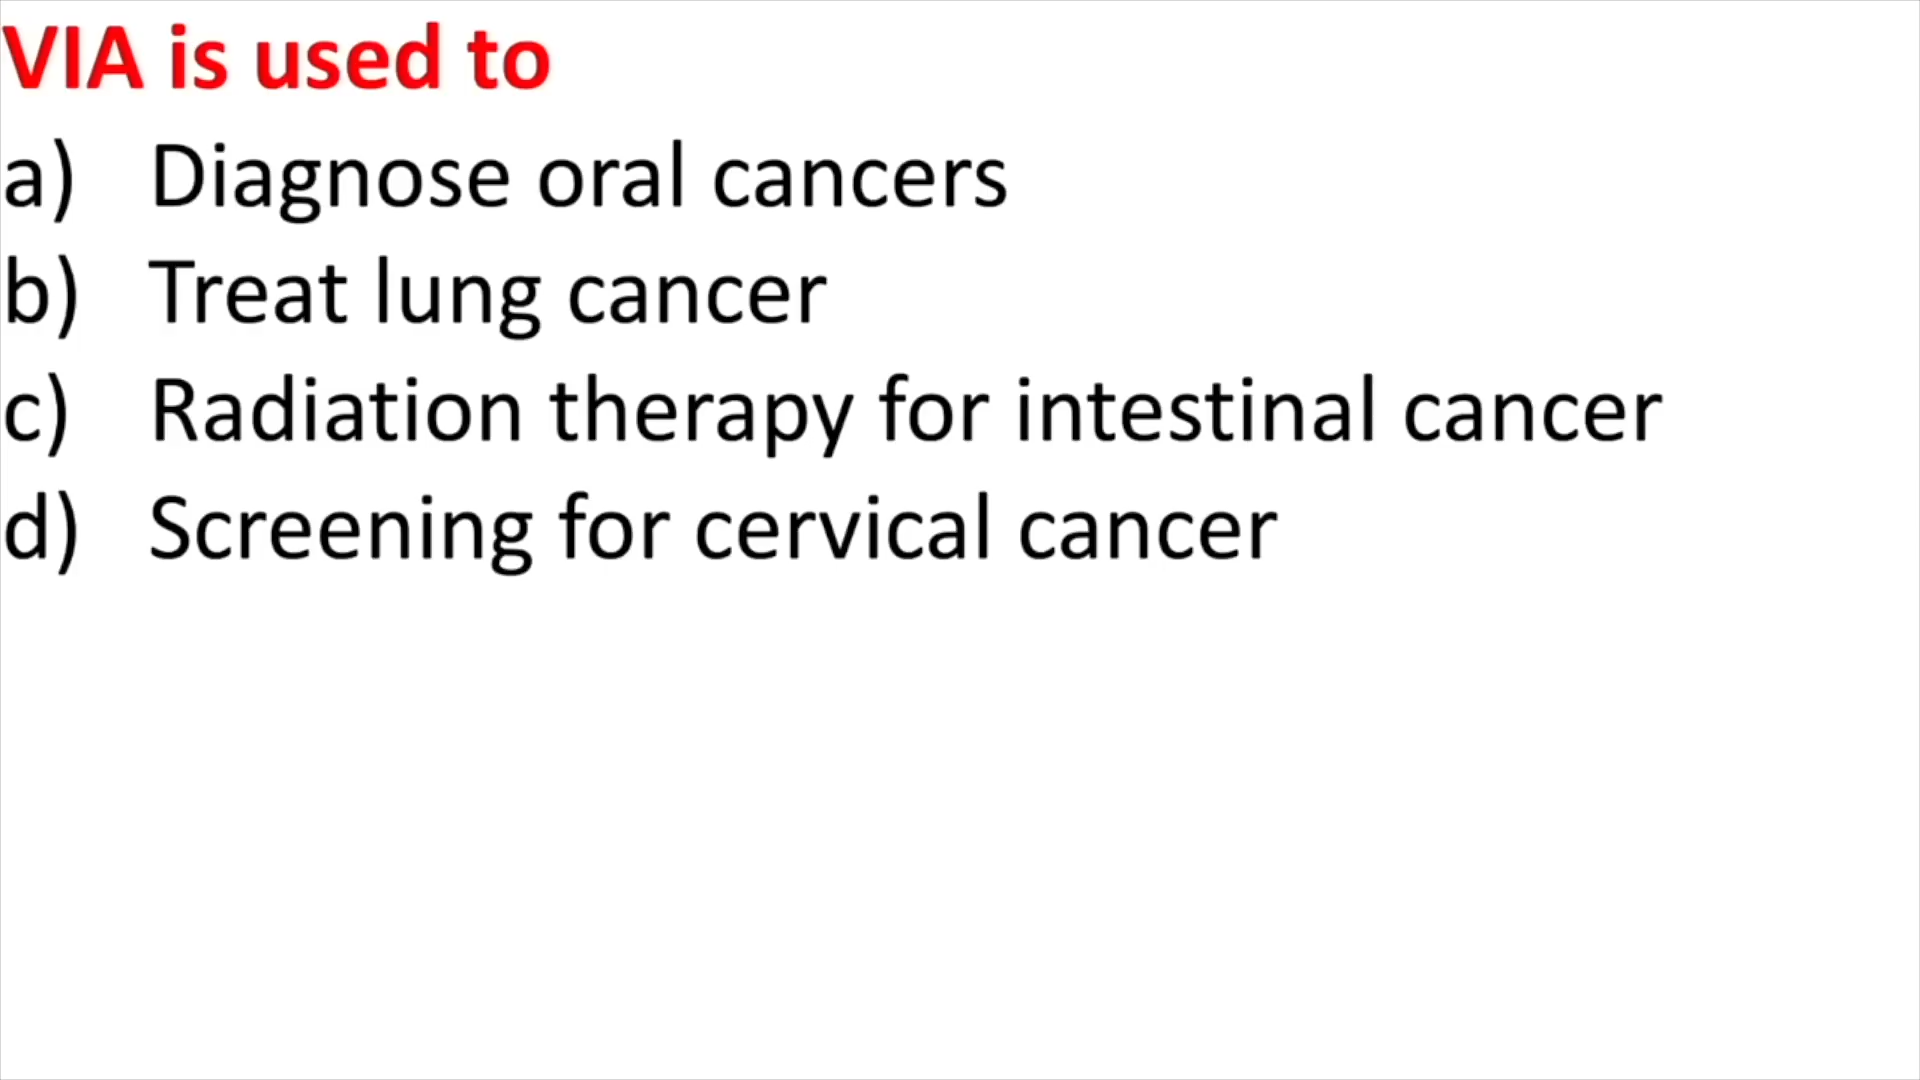 VIA is used to
a) Diagnose oral cancers
b) Treat lung cancer
c) Radiation therapy for intestinal cancer
d) Screening for cervical cancer